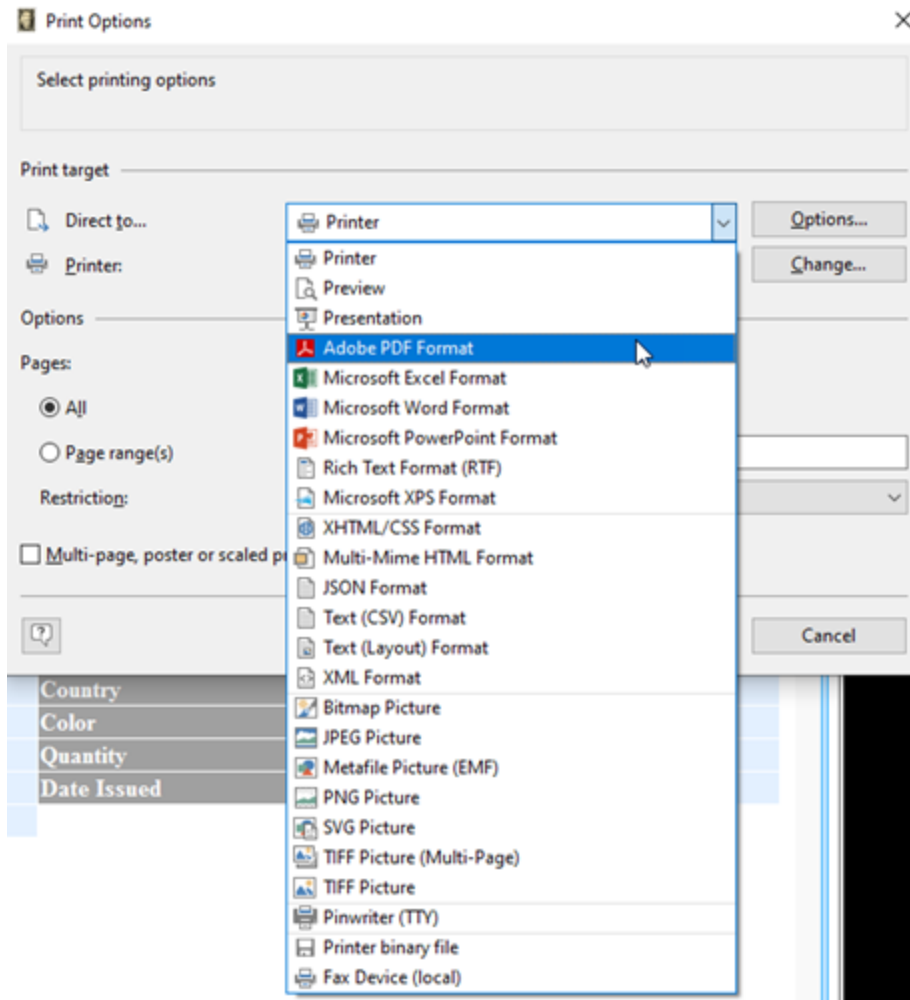 Print Options
Select printing options
Print target
Direct to...
Printer
Options...
Printer:
Change...
Printer
Preview
Presentation
Adobe PDF Format
Microsoft Excel Format
Microsoft Word Format
Microsoft PowerPoint Format
Rich Text Format (RTF)
Microsoft XPS Format
XHTML/CSS Format
Multi-Mime HTML Format
JSON Format
Text (CSV) Format
Text (Layout) Format
XML Format
Bitmap Picture
JPEG Picture
Metafile Picture (EMF)
PNG Picture
SVG Picture
TIFF Picture (Multi-Page)
TIFF Picture
Pinwriter (TTY)
Printer binary file
Fax Device (local)
Options
Pages:
All
Page range(s)
Restriction:
Multi-page, poster or scaled
Cancel
Country
Color
Quantity
Date Issued